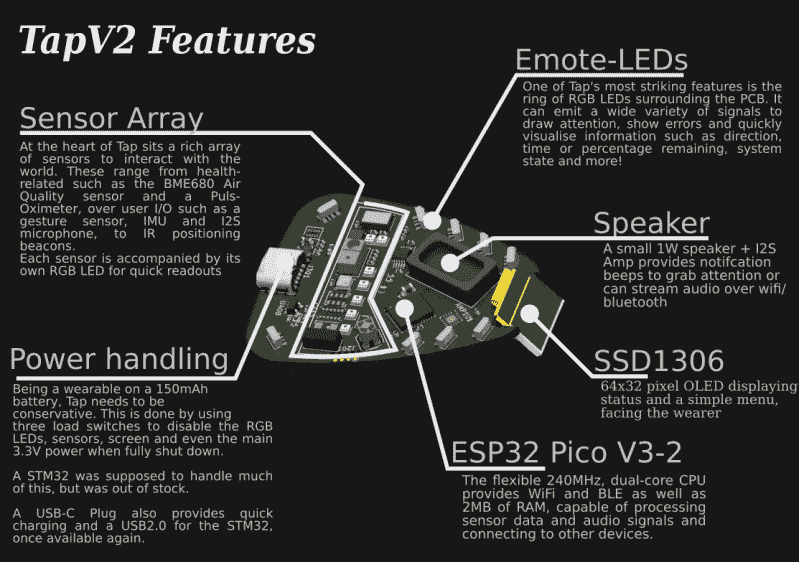 TapV2 Features
Emote-LEDs
One of Tap's most striking features is the
ring of RGB LEDs surrounding the PCB. It
can emit a wide variety of signals to
draw attention, show errors and quickly
visualise information such as direction,
time or percentage remaining, system
state and more!
Sensor Array
At the heart of Tap sits a rich array
of sensors to interact with the
world. These range from health-
related such as the BME680 Air
Quality sensor and a Puls-
Oximeter, over user I/O such as a
gesture sensor, IMU and I2S
microphone, to IR positioning
beacons.
Each sensor is accompanied by its
own RGB LED for quick readouts
Speaker
A small 1W speaker + I2S
Amp provides notifcation
beeps to grab attention or
can stream audio over wifi/
bluetooth
Power handling
Being a wearable on a 150mAh
battery, Tap needs to be
conservative. This is done by using
three load switches to disable the RGB
LEDs, sensors, screen and even the main
3.3V power when fully shut down.
A STM32 was supposed to handle much
of this, but was out of stock.
A USB-C Plug also provides quick
charging and a USB2.0 for the STM32,
once available again.
SSD1306
64x32 pixel OLED displaying
status and a simple menu,
facing the wearer
ESP32 Pico V3-2
The flexible 240MHz, dual-core CPU
provides WiFi and BLE as well as
2MB of RAM, capable of processing
sensor data and audio signals and
connecting to other devices.